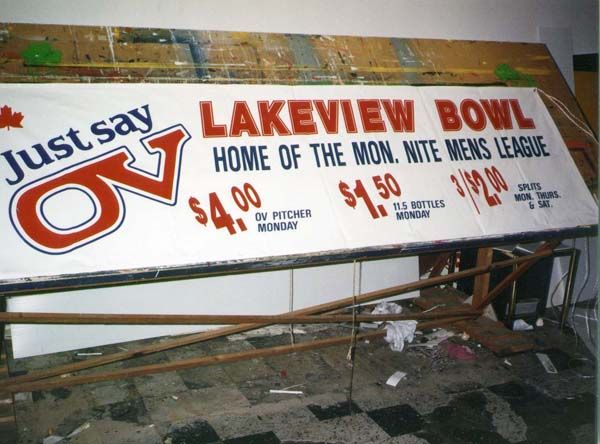 Just say
OV
LAKEVIEW BOWL
HOME OF THE MON. NITE MENS LEAGUE
$4.00
OV PITCHER
MONDAY
$1.50
11.5 BOTTLES
MONDAY
3/$2.00
SPLITS
MON. THURS.
& SAT.